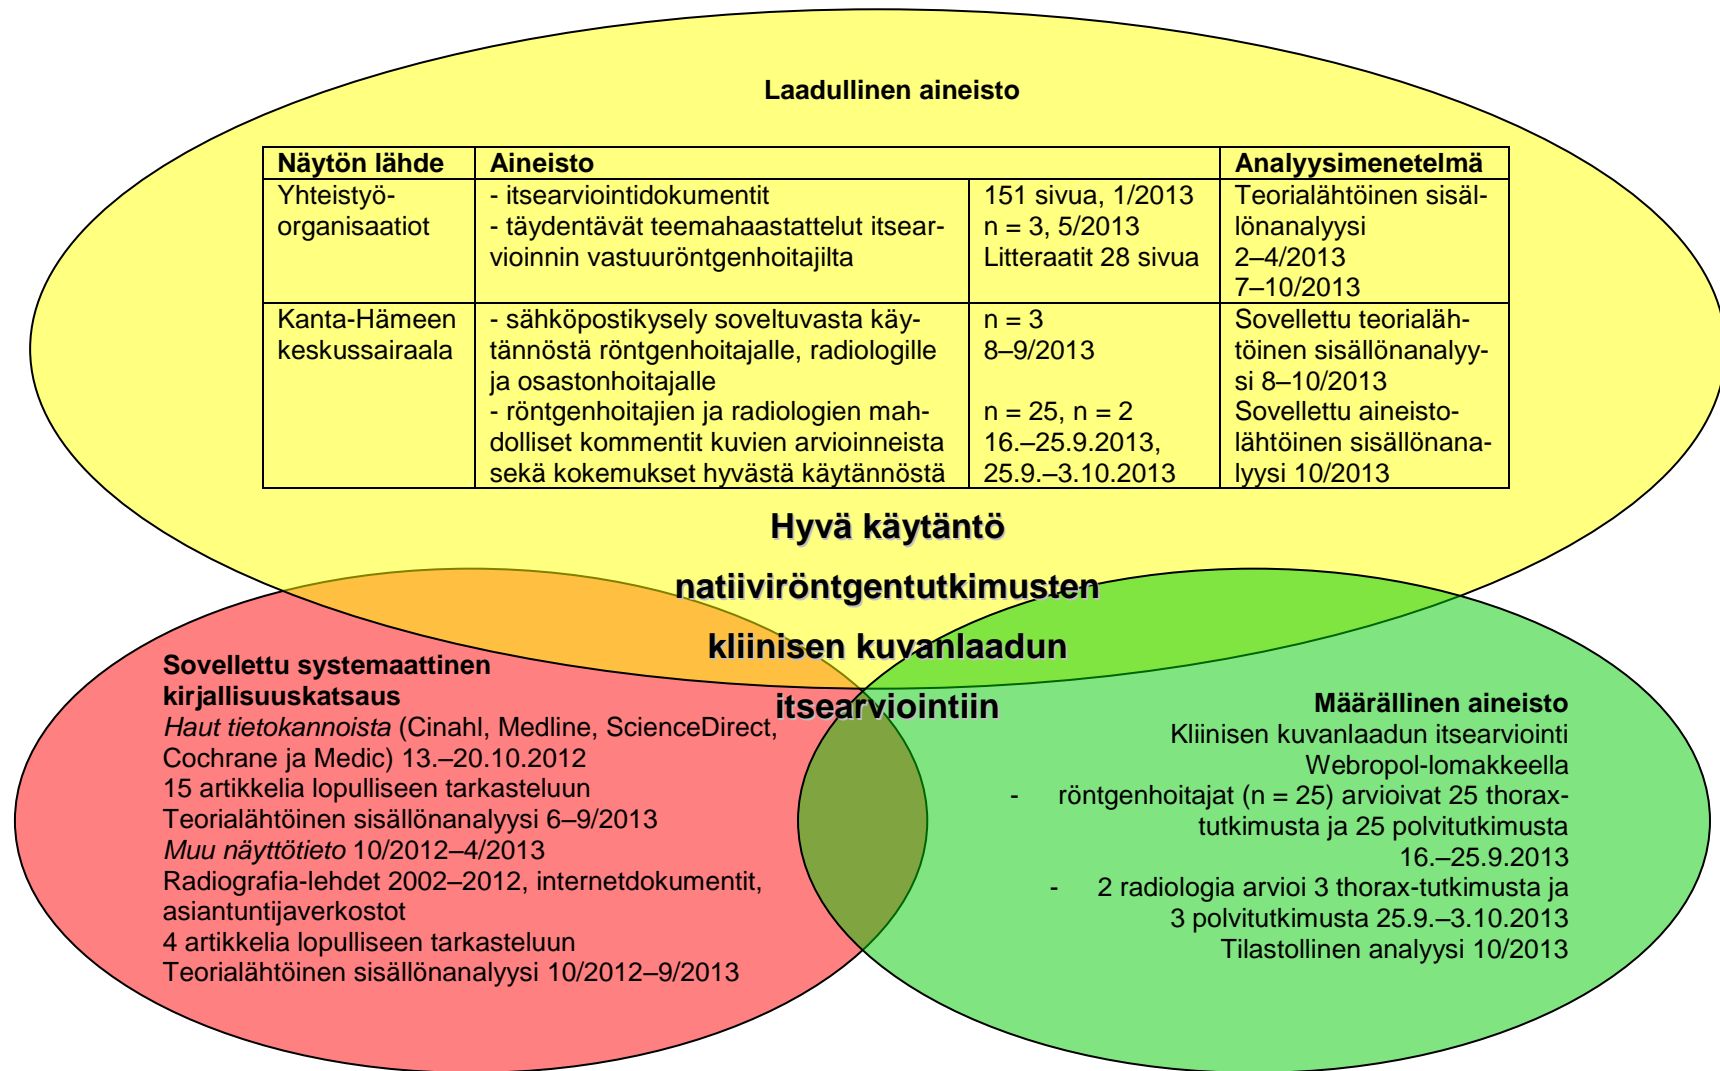 Laadullinen aineisto
Näytön lähde Aineisto Analyysimenetelmä
Yhteistyö-
organisaatiot
- itsearviointidokumentit
- täydentävät teemahaastattelut itsear-
vioinnin vastuuröntgenhoitajilta
151 sivua, 1/2013
n = 3, 5/2013
Litteraatit 28 sivua
Teorialähtöinen sisäl-
lönanalyysi
2–4/2013
7–10/2013
Kanta-Hämeen
keskussairaala
- sähköpostikysely soveltuvasta käy-
tännöstä röntgenhoitajalle, radiologille
ja osastonhoitajalle
- röntgenhoitajien ja radiologien mah-
dolliset kommentit kuvien arvioinneista
sekä kokemukset hyvästä käytännöstä
n = 3
8–9/2013
n = 25, n = 2
16.–25.9.2013,
25.9.–3.10.2013
Sovellettu teorialäh-
töinen sisällönanalyy-
si 8–10/2013
Sovellettu aineisto-
lähtöinen sisällönana-
lyysi 10/2013
Hyvä käytäntö
natiiviröntgentutkimusten
kliinisen kuvanlaadun
itsearviointiin
Sovellettu systemaattinen
kirjallisuuskatsaus
Haut tietokannoista (Cinahl, Medline, ScienceDirect,
Cochrane ja Medic) 13.–20.10.2012
15 artikkelia lopulliseen tarkasteluun
Teorialähtöinen sisällönanalyysi 6–9/2013
Muu näyttötieto 10/2012–4/2013
Radiografia-lehdet 2002–2012, internetdokumentit,
asiantuntijaverkostot
4 artikkelia lopulliseen tarkasteluun
Teorialähtöinen sisällönanalyysi 10/2012–9/2013
Määrällinen aineisto
Kliinisen kuvanlaadun itsearviointi
Webropol-lomakkeella
- röntgenhoitajat (n = 25) arvioivat 25 thorax-
tutkimusta ja 25 polvitutkimusta
16.–25.9.2013
- 2 radiologia arvioi 3 thorax-tutkimusta ja
3 polvitutkimusta 25.9.–3.10.2013
Tilastollinen analyysi 10/2013